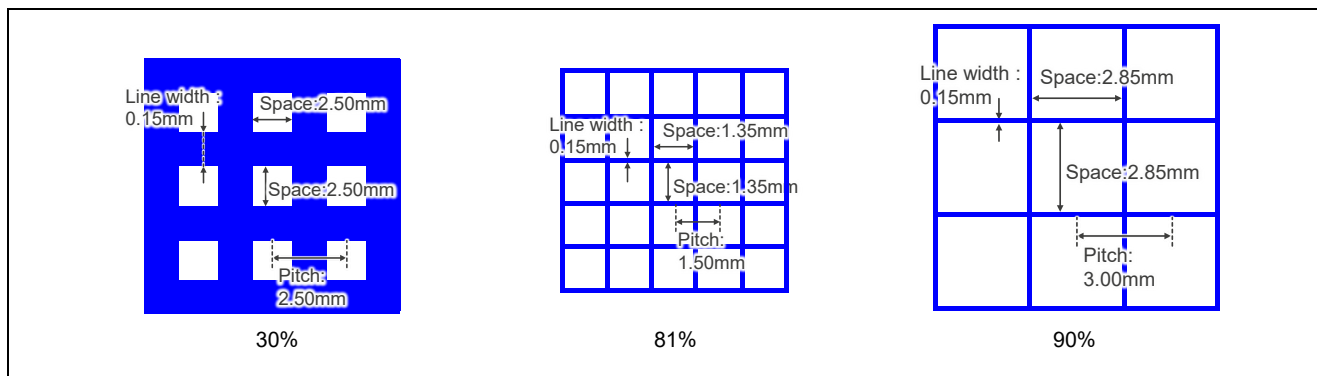 Line width :
0.15mm
Space:2.50mm
Space:2.50mm
Pitch:
2.50mm
30%
Line width :
0.15mm
Space:1.35mm
Space:1.35mm
Pitch:
1.50mm
81%
Line width :
0.15mm
Space:2.85mm
Space:2.85mm
Pitch:
3.00mm
90%